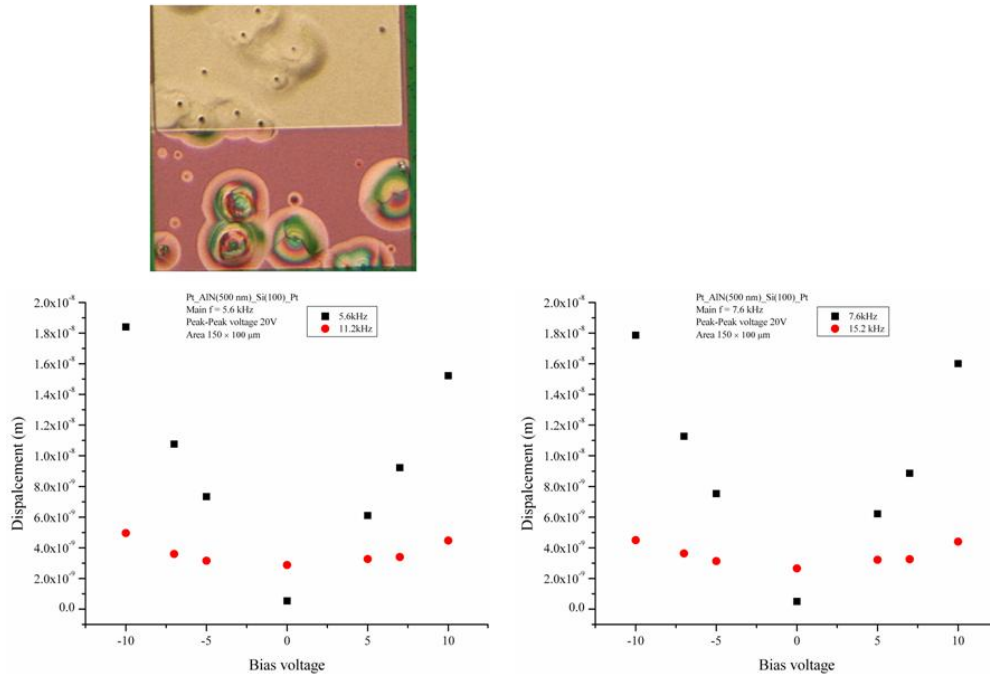 Pt_AlN(500 nm)_Si(100)_Pt
Main f = 5.6 kHz
Peak-Peak voltage 20V
Area 150 × 100 μm
5.6kHz
11.2kHz
2.0x10⁻⁸
1.8x10⁻⁸
1.6x10⁻⁸
1.4x10⁻⁸
1.2x10⁻⁸
1.0x10⁻⁸
8.0x10⁻⁹
6.0x10⁻⁹
4.0x10⁻⁹
2.0x10⁻⁹
0.0
Dispalcement (m)
-10 -5 0 5 10
Bias voltage
Pt_AlN(500 nm)_Si(100)_Pt
Main f = 7.6 kHz
Peak-Peak voltage 20V
Area 150 × 100 μm
7.6kHz
15.2 kHz
2.0x10⁻⁸
1.8x10⁻⁸
1.6x10⁻⁸
1.4x10⁻⁸
1.2x10⁻⁸
1.0x10⁻⁸
8.0x10⁻⁹
6.0x10⁻⁹
4.0x10⁻⁹
2.0x10⁻⁹
0.0
Dispalcement (m)
-10 -5 0 5 10
Bias voltage